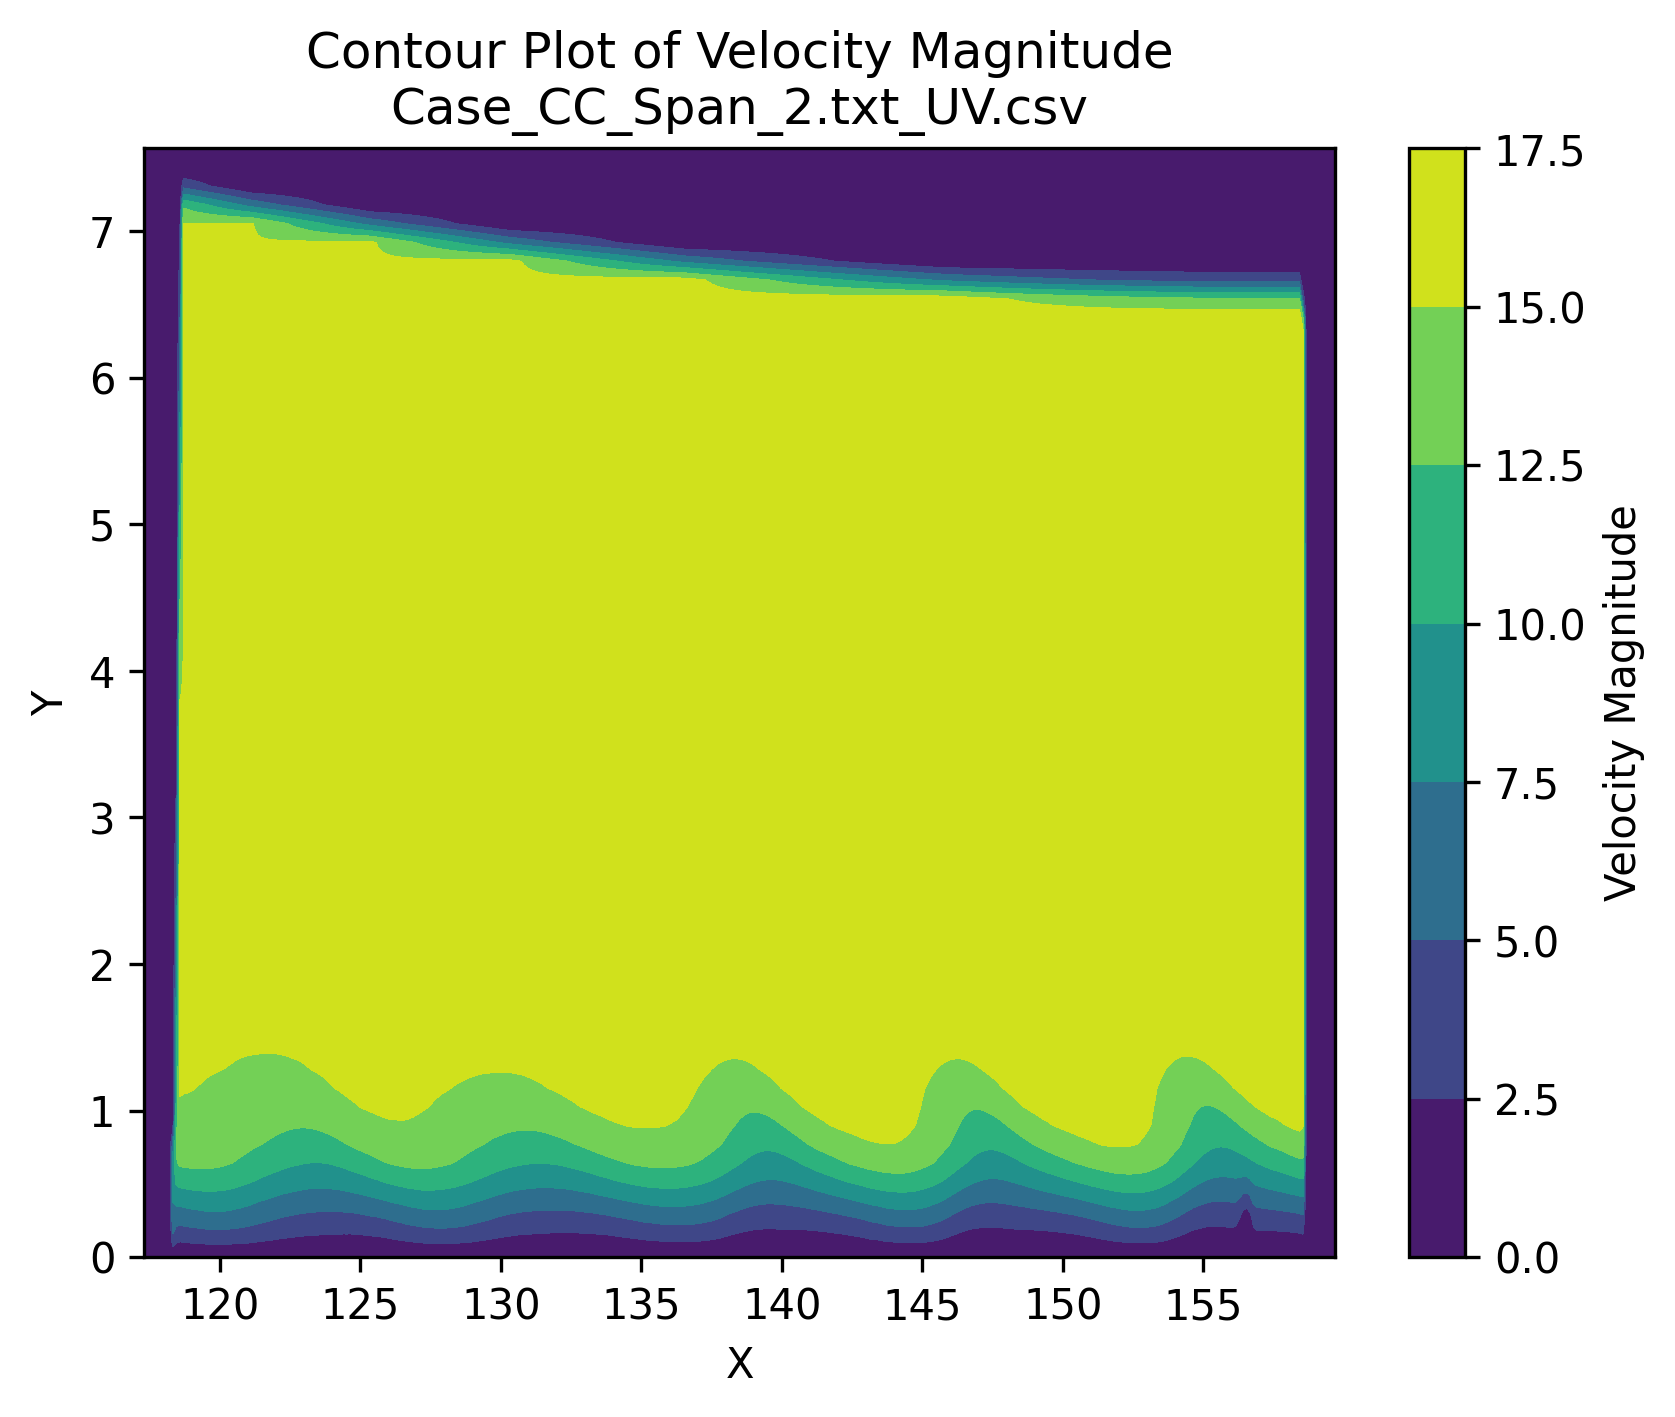 Contour Plot of Velocity Magnitude
Case_CC_Span_2.txt_UV.csv
7
6
5
4
3
2
1
0
Y
120 125 130 135 140 145 150 155
X
17.5
15.0
12.5
10.0
7.5
5.0
2.5
0.0
Velocity Magnitude